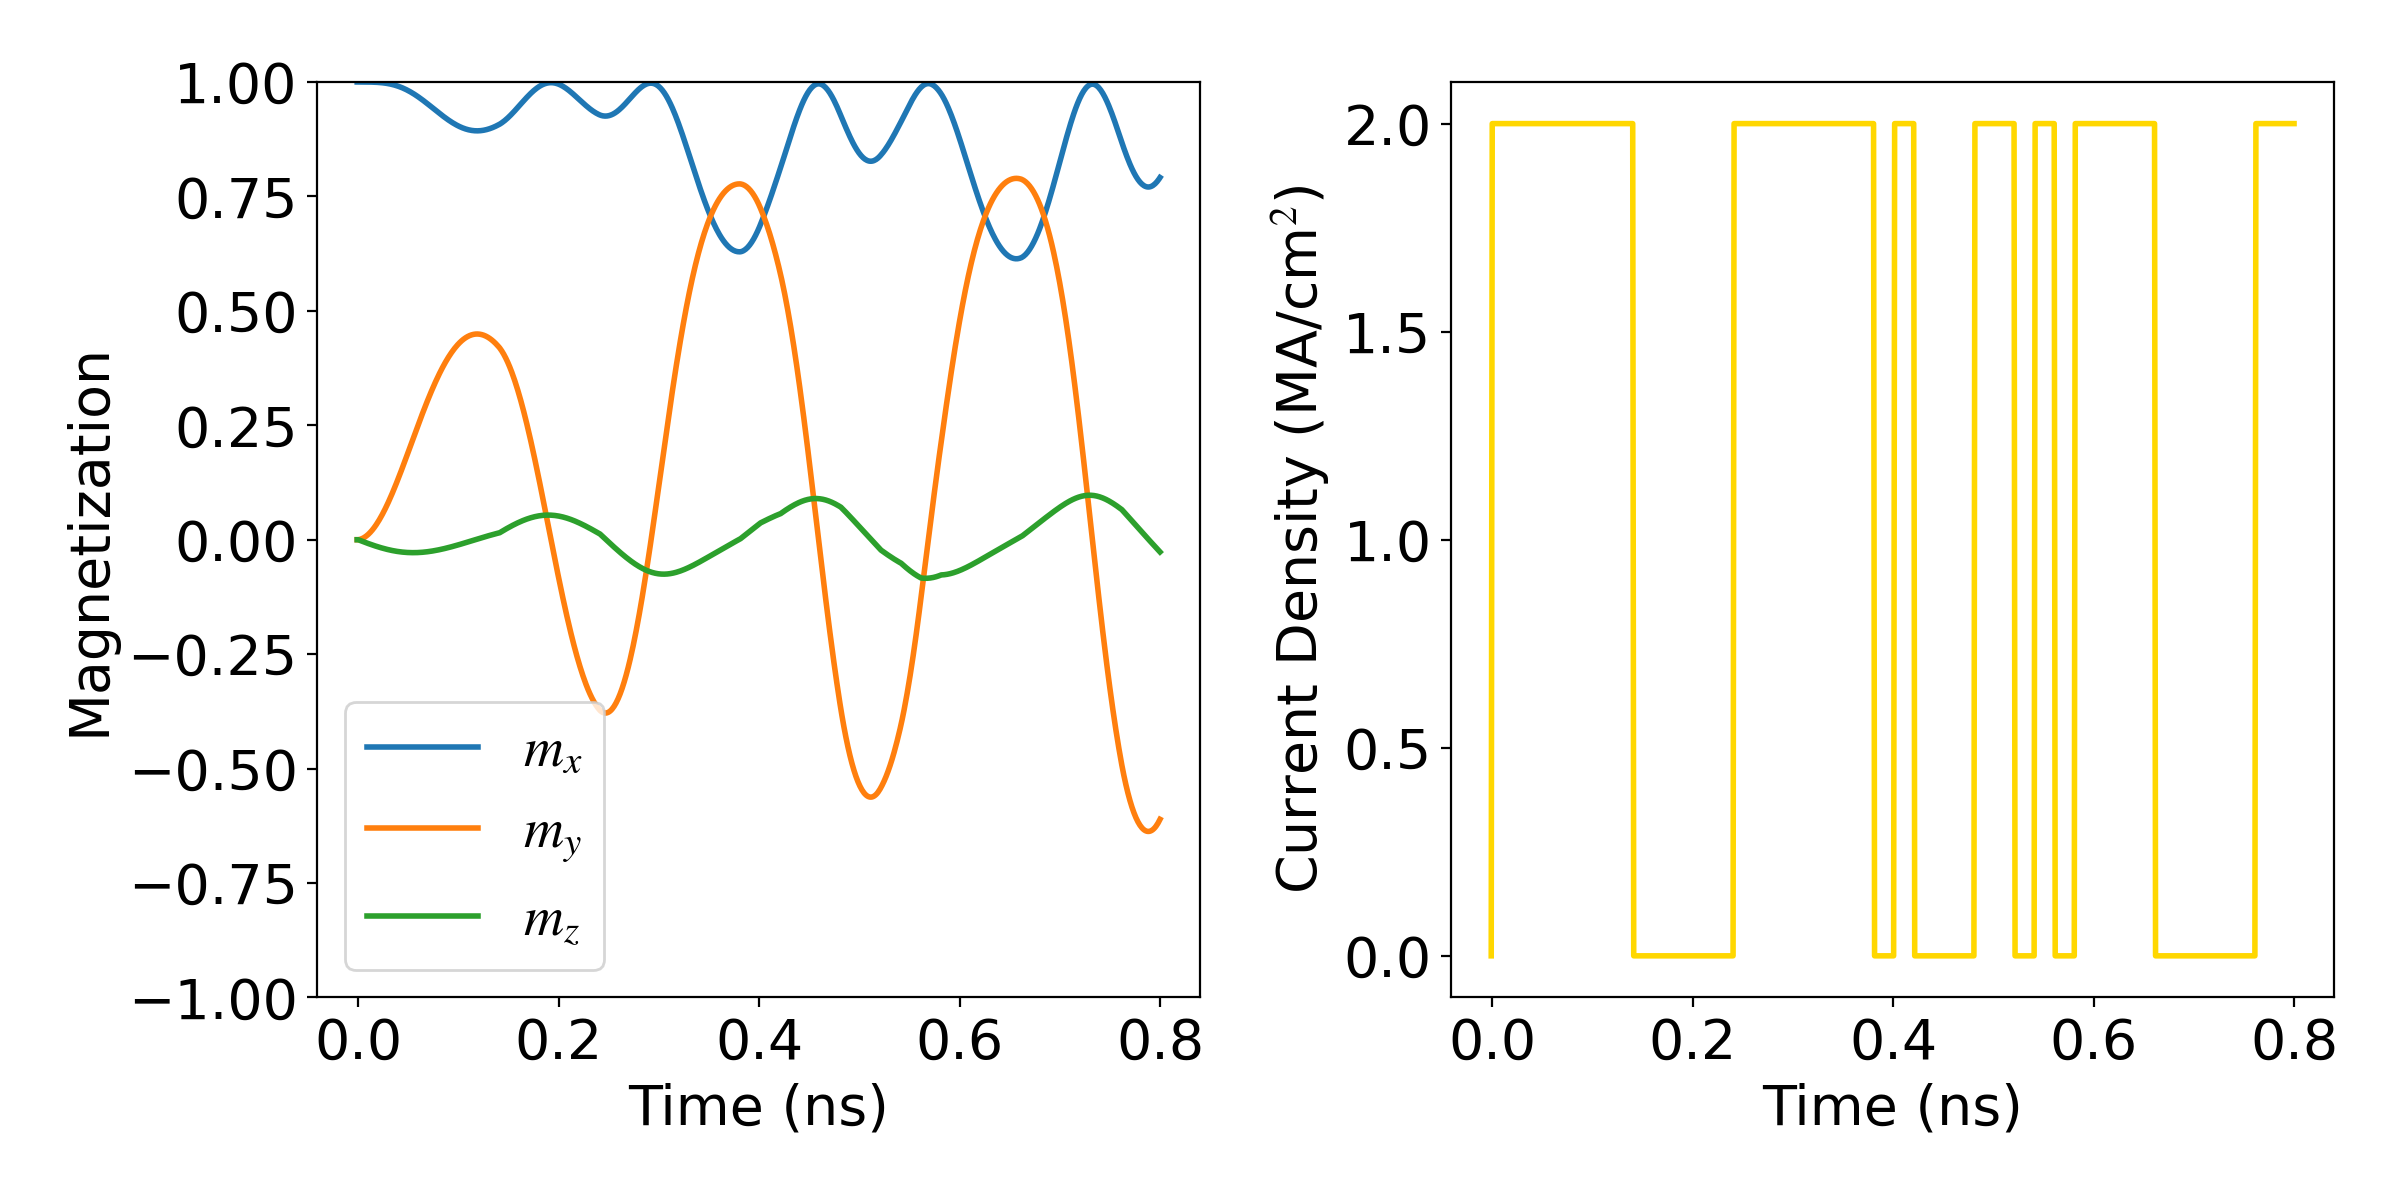 Magnetization
1.00
0.75
0.50
0.25
0.00
−0.25
−0.50
−0.75
−1.00
m_x
m_y
m_z
0.0 0.2 0.4 0.6 0.8
Time (ns)
Current Density (MA/cm²)
2.0
1.5
1.0
0.5
0.0
0.0 0.2 0.4 0.6 0.8
Time (ns)